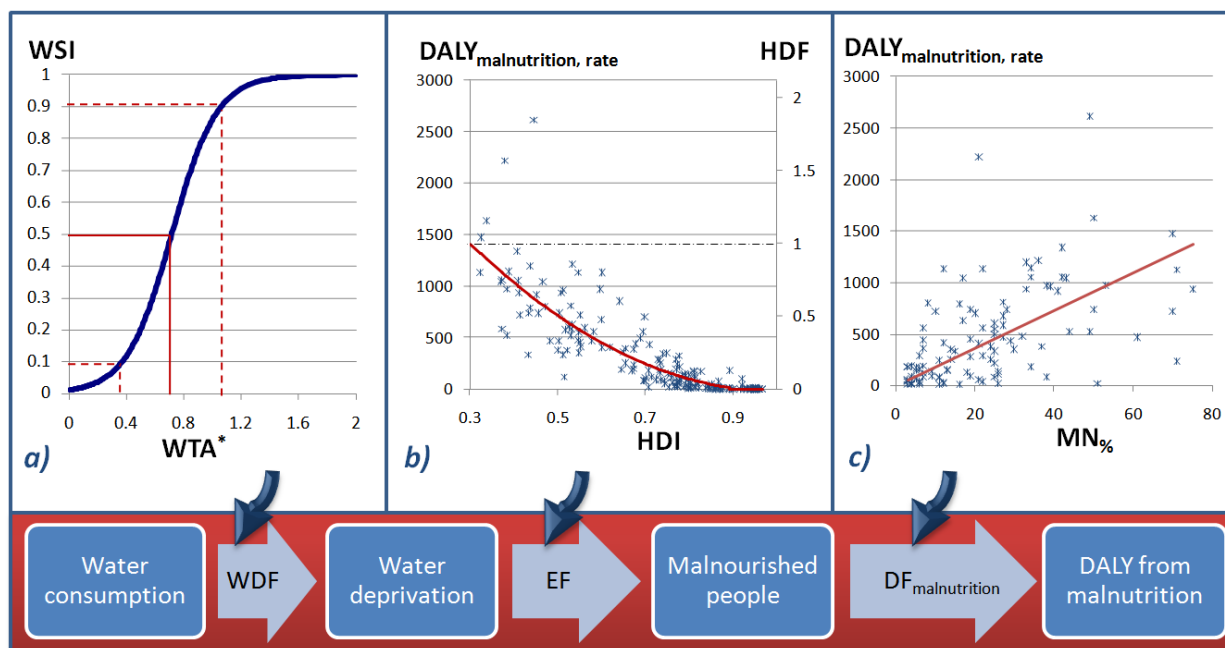 WSI
1
0.9
0.8
0.7
0.6
0.5
0.4
0.3
0.2
0.1
0
0 0.4 0.8 1.2 1.6 2
WTA*
a)
DALYmalnutrition, rate HDF
3000
2500
2000
1500
1000
500
0
2
1.5
1
0.5
0
0.3 0.5 0.7 0.9
HDI
b)
DALYmalnutrition, rate
3000
2500
2000
1500
1000
500
0
0 20 40 60 80
MN%
c)
Water
consumption
WDF
Water
deprivation
EF
Malnourished
people
DFmalnutrition
DALY from
malnutrition